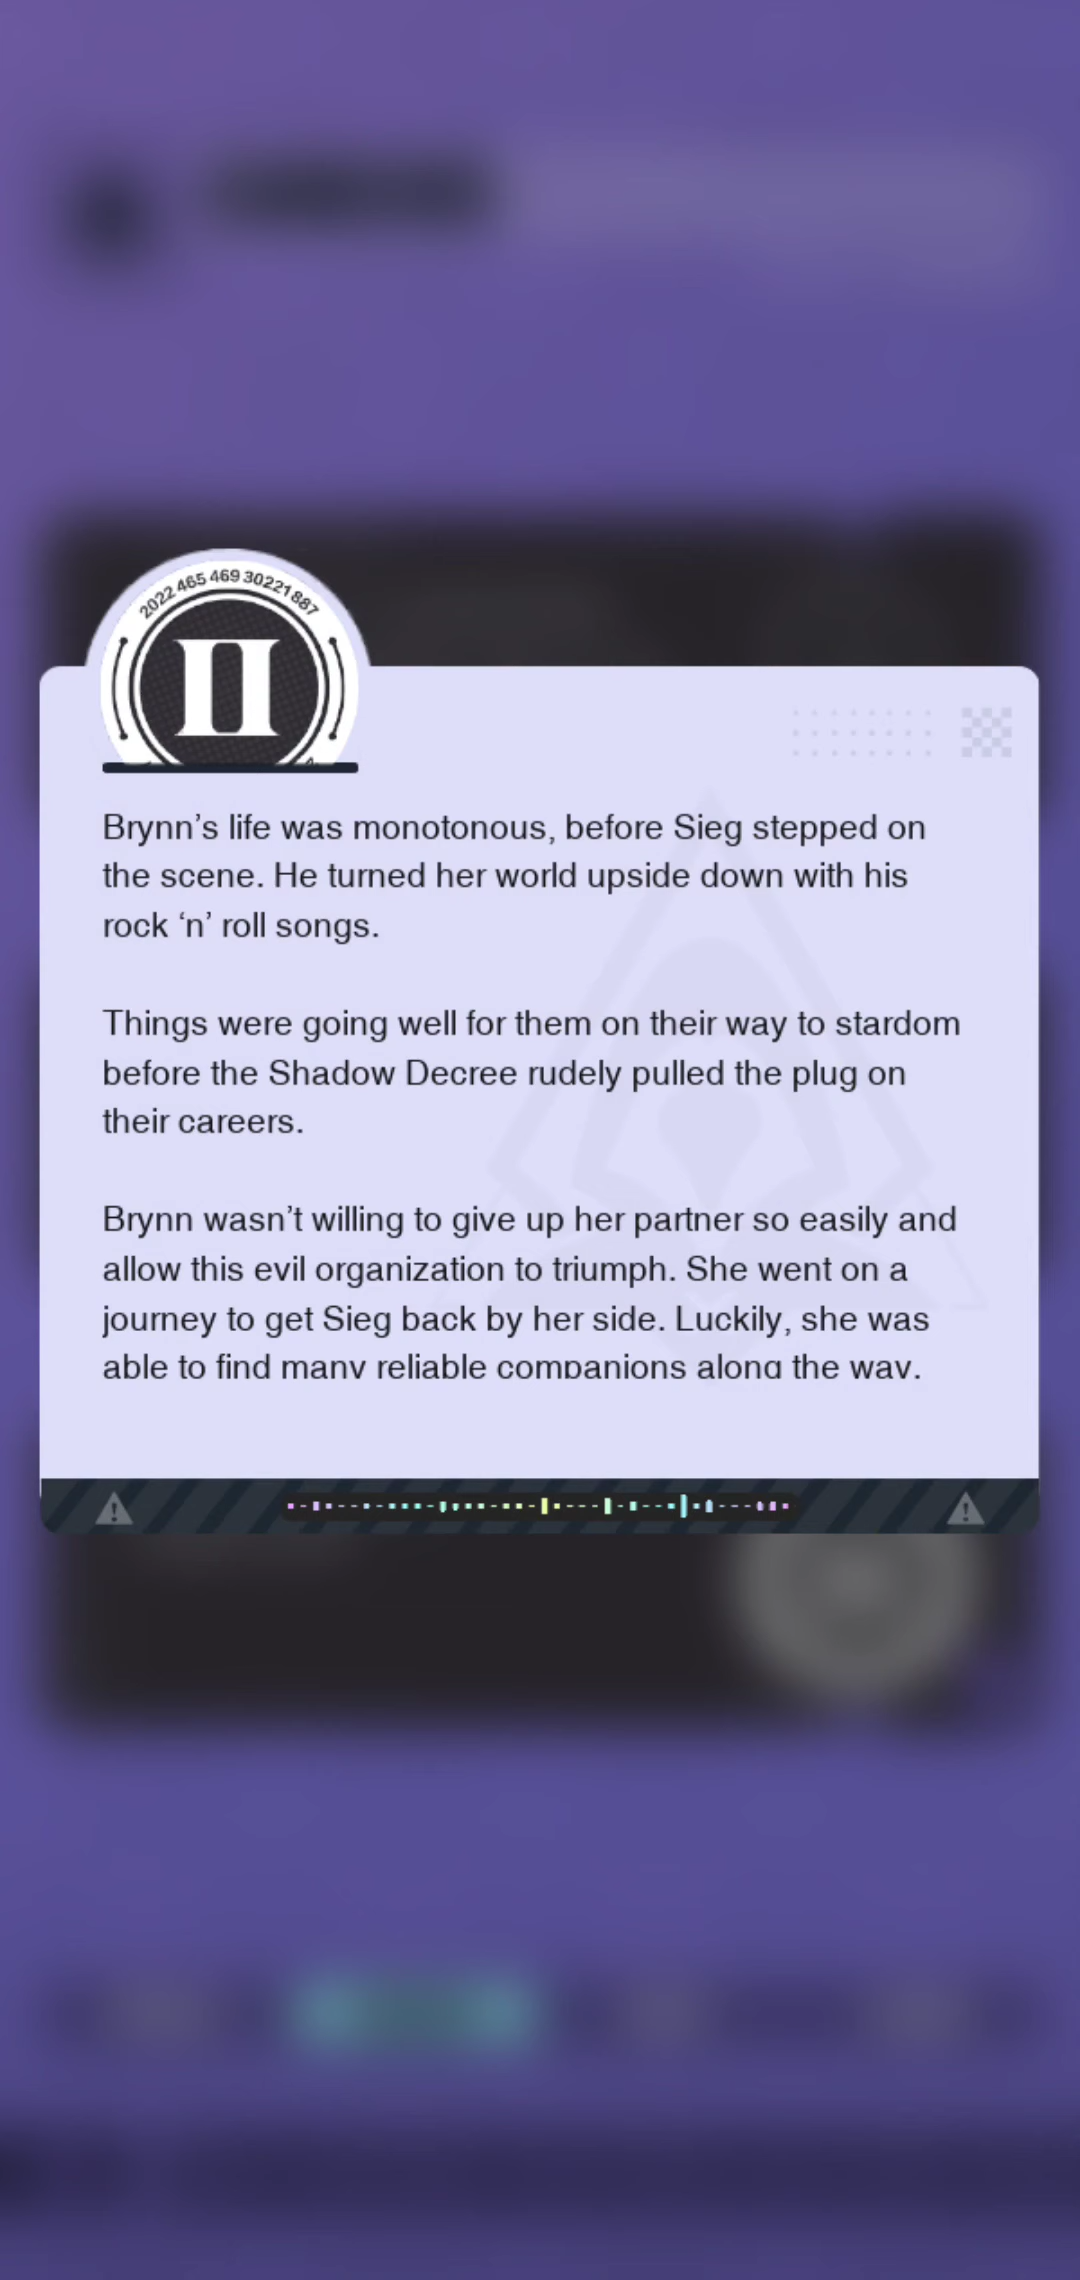 2022 465 469 30221 887
II
Brynn’s life was monotonous, before Sieg stepped on
the scene. He turned her world upside down with his
rock ‘n’ roll songs.
Things were going well for them on their way to stardom
before the Shadow Decree rudely pulled the plug on
their careers.
Brynn wasn’t willing to give up her partner so easily and
allow this evil organization to triumph. She went on a
journey to get Sieg back by her side. Luckily, she was
able to find many reliable companions along the way.